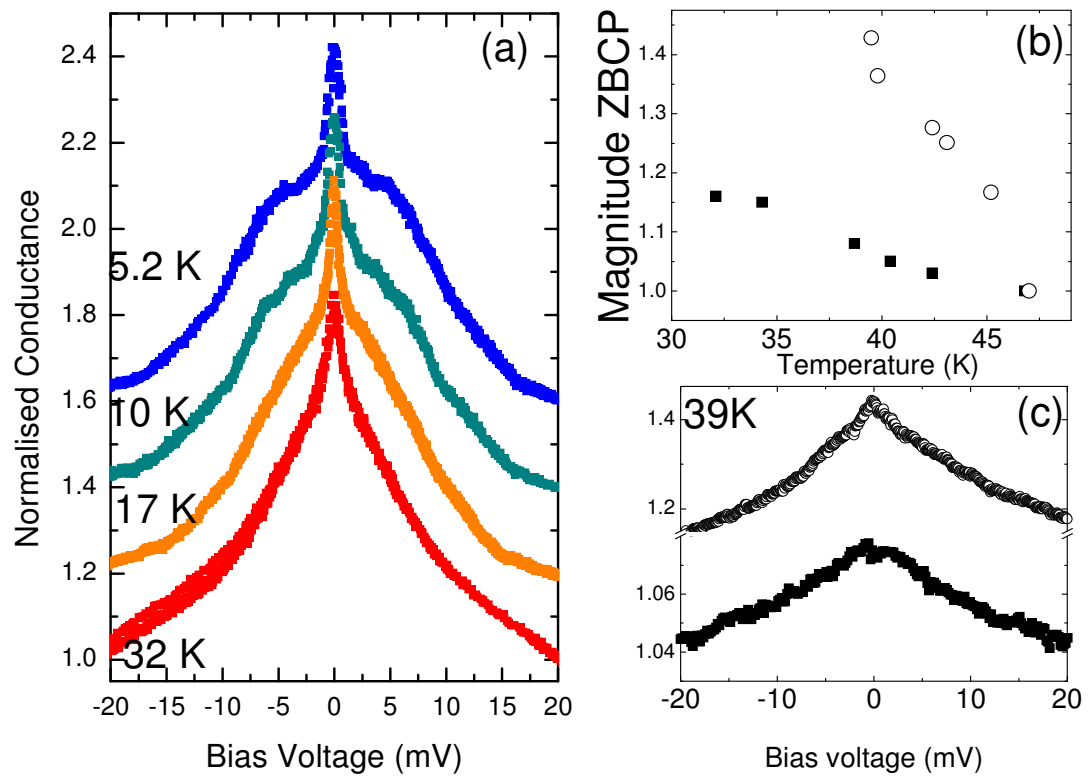 (a)
2.4
2.2
2.0
1.8
1.6
1.4
1.2
1.0
Normalised Conductance
5.2 K
10 K
17 K
32 K
-20 -15 -10 -5 0 5 10 15 20
Bias Voltage (mV)
(b)
1.4
1.3
1.2
1.1
1.0
Magnitude ZBCP
30 35 40 45
Temperature (K)
39K
(c)
1.4
1.2
1.06
1.04
-20 -10 0 10 20
Bias voltage (mV)